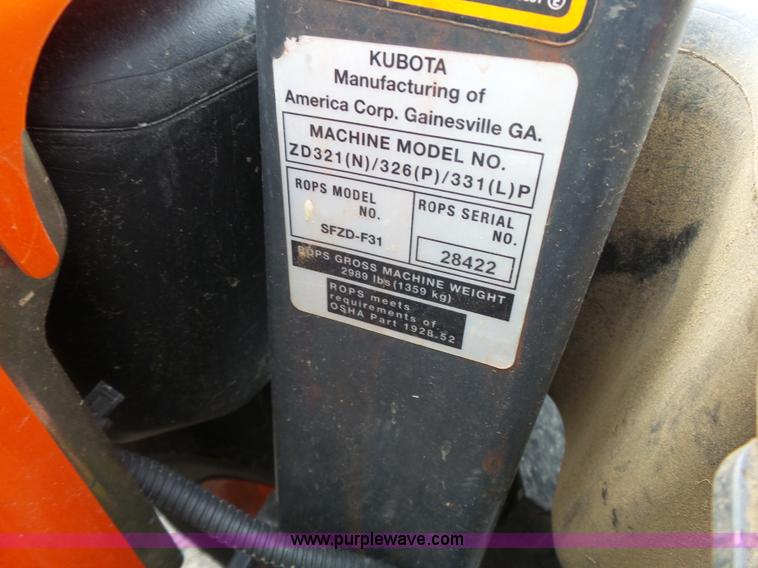 KUBOTA
Manufacturing of
America Corp. Gainesville GA.
MACHINE MODEL NO.
ZD321(N)/326(P)/331(L)P
ROPS MODEL
NO.
SFZD-F31
ROPS SERIAL
NO.
28422
ROPS GROSS MACHINE WEIGHT
2989 lbs(1359 kg)
ROPS meets
requirements of.
OSHA Part 1928.52
www.purplewave.com